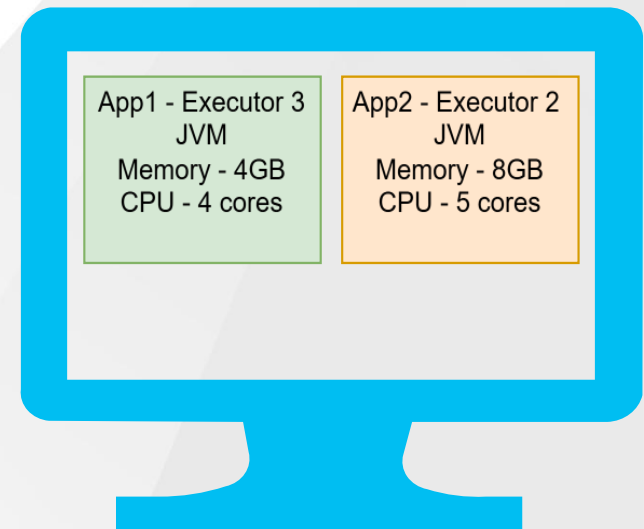 App1 - Executor 3
JVM
Memory - 4GB
CPU - 4 cores
App2 - Executor 2
JVM
Memory - 8GB
CPU - 5 cores